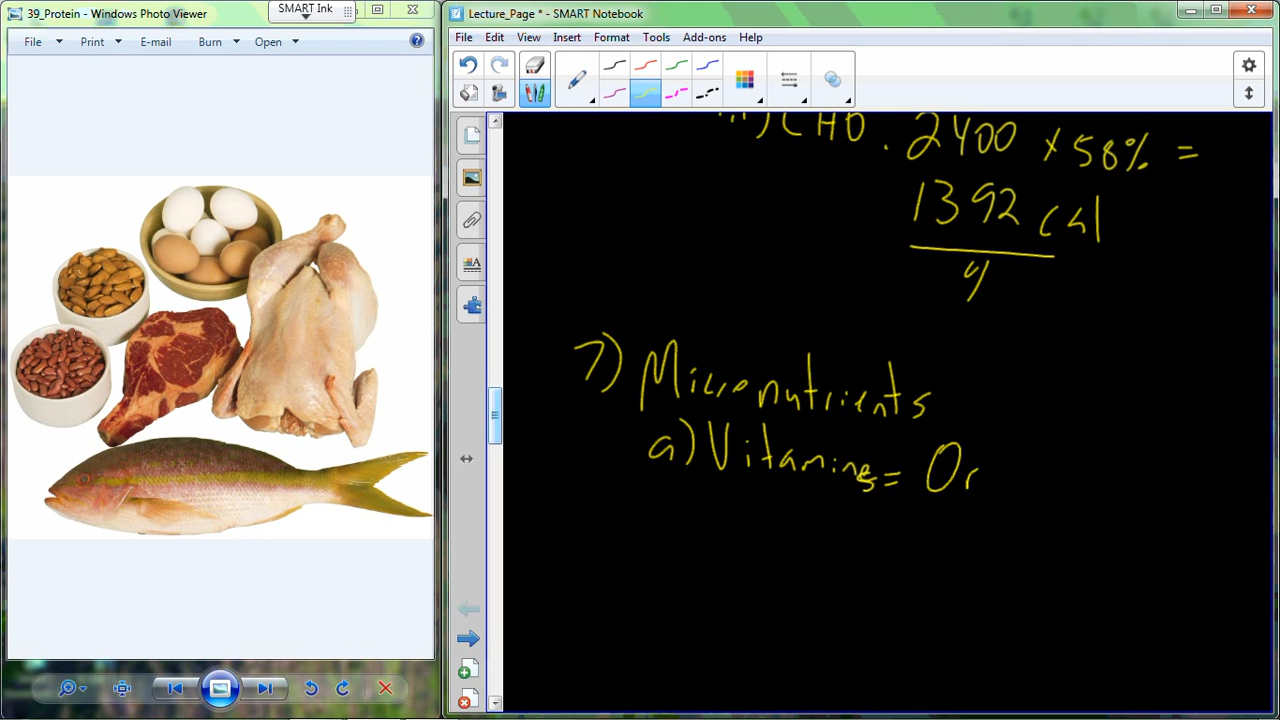 39_Protein - Windows Photo Viewer
SMART Ink
File Print E-mail Burn Open
Lecture_Page * - SMART Notebook
File Edit View Insert Format Tools Add-ons Help
CHO. 2400 × 58% =
1392 cal
4
7) Micronutrients
a) Vitamins = Or